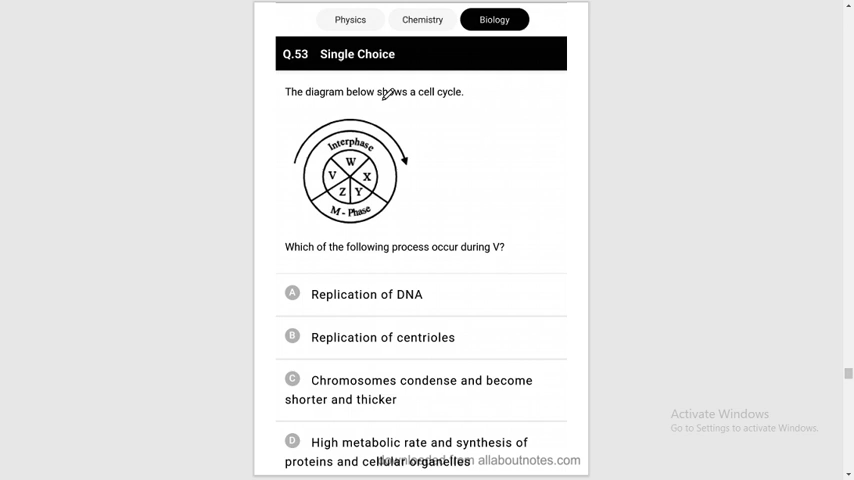 Physics Chemistry Biology
Q.53 Single Choice
The diagram below shows a cell cycle.
Interphase
W
V X
Z Y
M - Phase
Which of the following process occur during V?
A Replication of DNA
B Replication of centrioles
C Chromosomes condense and become
shorter and thicker
Activate Windows
Go to Settings to activate Windows.
D High metabolic rate and synthesis of
proteins and cellular organelles
downloaded from allaboutnotes.com